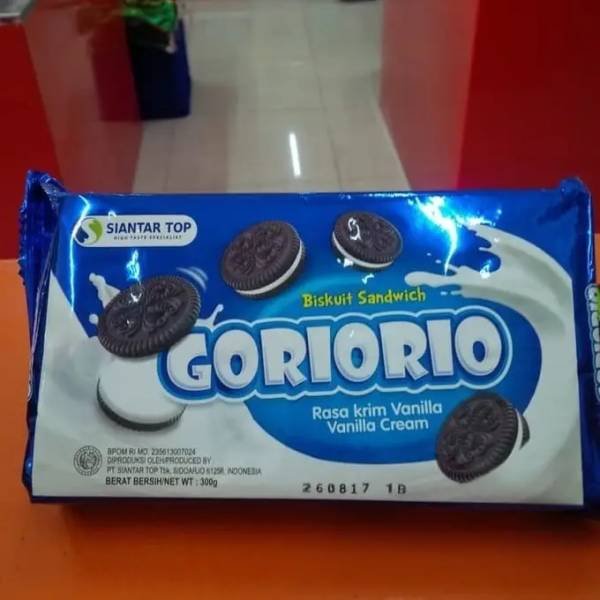 SIANTAR TOP
HIGH TASTE SPECIALIST
Biskuit Sandwich
GORIORIO
Rasa krim Vanilla
Vanilla Cream
BPOM RI MD 235613007024
DIPRODUKSI OLEH/PRODUCED BY
PT SIANTAR TOP Tbk, SIDOARJO 61258, INDONESIA
BERAT BERSIH/NET WT : 300g
260817 1B